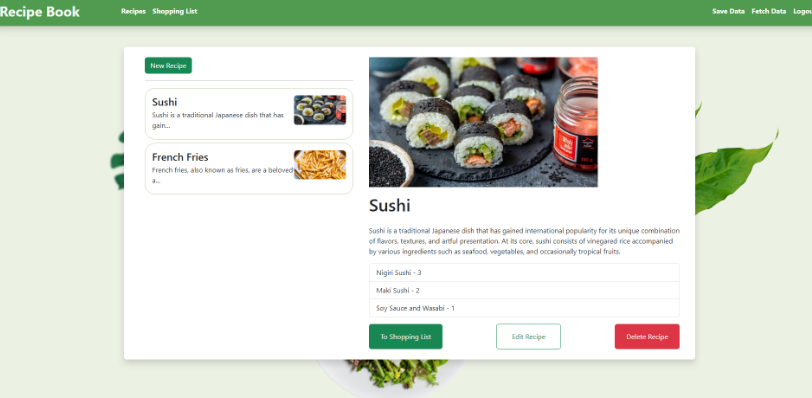 Recipe Book
Recipes Shopping List
Save Data Fetch Data Logou
New Recipe
Sushi
Sushi is a traditional Japanese dish that has
gain...
French Fries
French fries, also known as fries, are a beloved
a...
Sushi
Sushi is a traditional Japanese dish that has gained international popularity for its unique combination
of flavors, textures, and artful presentation. At its core, sushi consists of vinegared rice accompanied
by various ingredients such as seafood, vegetables, and occasionally tropical fruits.
Nigiri Sushi - 3
Maki Sushi - 2
Soy Sauce and Wasabi - 1
To Shopping List
Edit Recipe
Delete Recipe